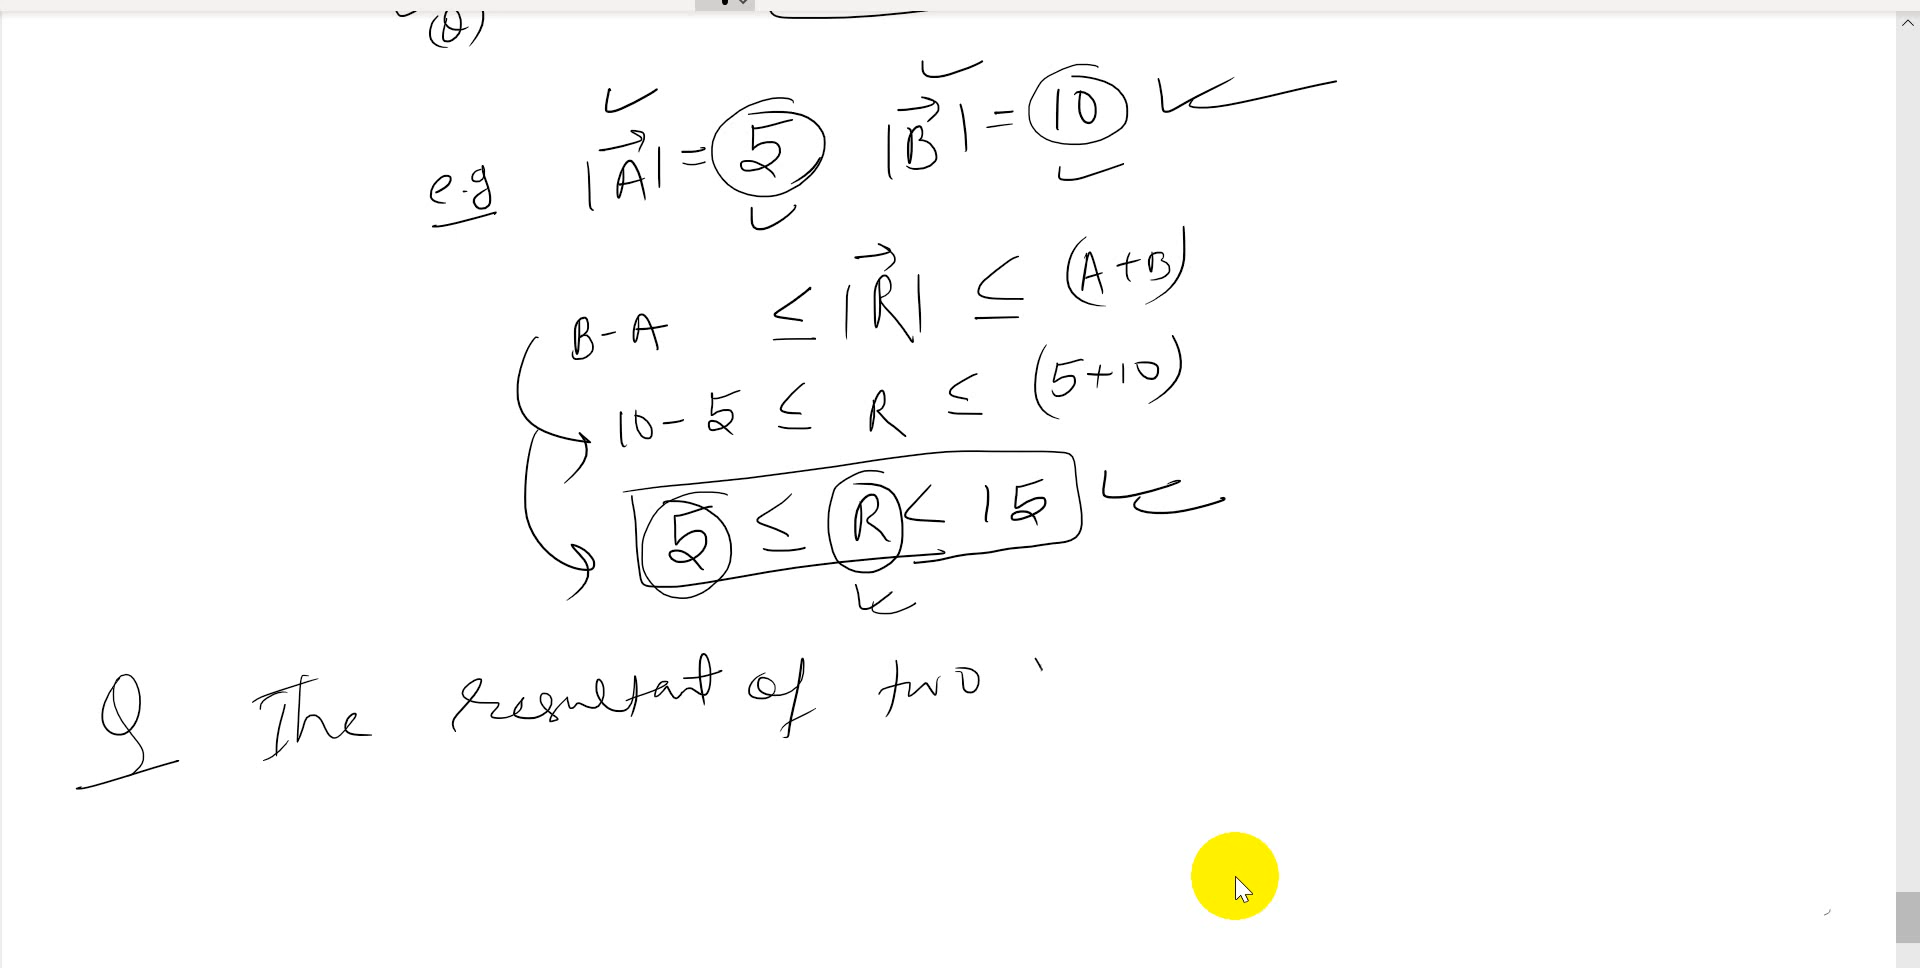 (θ)
e.g |A⃗| = 5 |B⃗| = 10
B-A ≤ |R⃗| ≤ (A+B)
10-5 ≤ R ≤ (5+10)
5 ≤ R < 15
Q The resultant of two